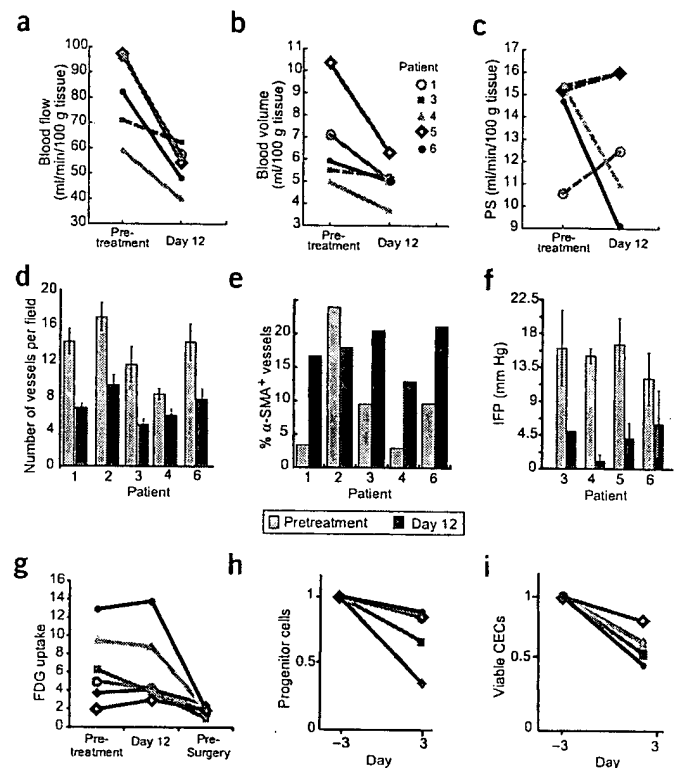 a
Blood flow
(ml/min/100 g tissue)
100
90
80
70
60
50
40
30
Pre-
treatment
Day 12
b
Blood volume
(ml/100 g tissue)
11
10
9
8
7
6
5
4
3
Pre-
treatment
Day 12
Patient
1
3
4
5
6
c
PS (ml/min/100 g tissue)
16
15
14
13
12
11
10
9
Pre-
treatment
Day 12
d
Number of vessels per field
20
16
12
8
4
0
1 2 3 4 6
Patient
e
% α-SMA+ vessels
20
15
10
5
0
1 2 3 4 6
Patient
f
IFP (mm Hg)
22.5
18
13.5
9
4.5
0
3 4 5 6
Patient
Pretreatment Day 12
g
FDG uptake
16
14
12
10
8
6
4
2
0
Pre-
treatment
Day 12
Pre-
Surgery
h
Progenitor cells
1
0.5
0
-3 3
Day
i
Viable CECs
1
0.5
0
-3 3
Day